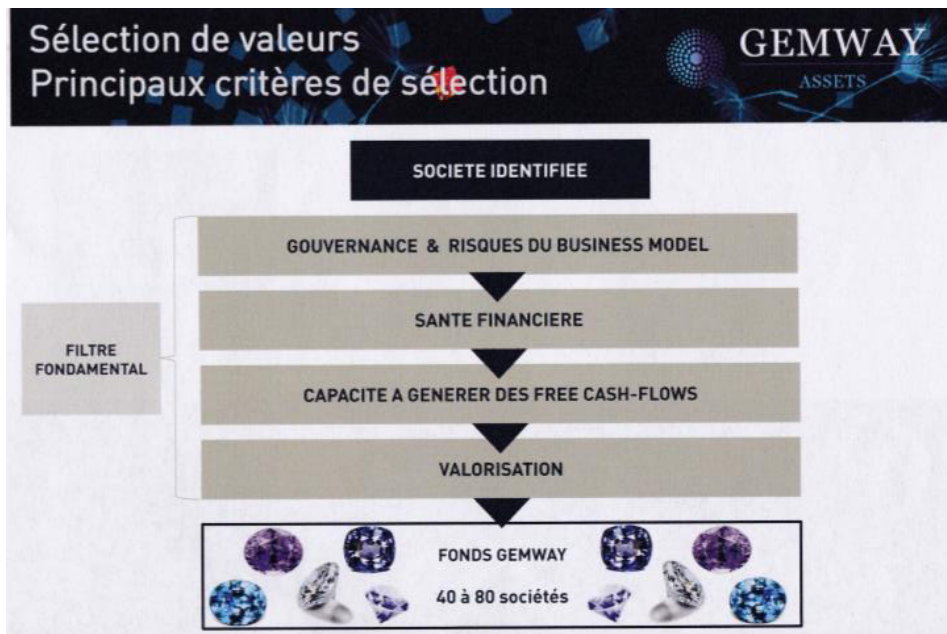 Sélection de valeurs
Principaux critères de sélection
GEMWAY
ASSETS
SOCIETE IDENTIFIEE
GOUVERNANCE & RISQUES DU BUSINESS MODEL
SANTE FINANCIERE
FILTRE
FONDAMENTAL
CAPACITE A GENERER DES FREE CASH-FLOWS
VALORISATION
FONDS GEMWAY
40 à 80 sociétés